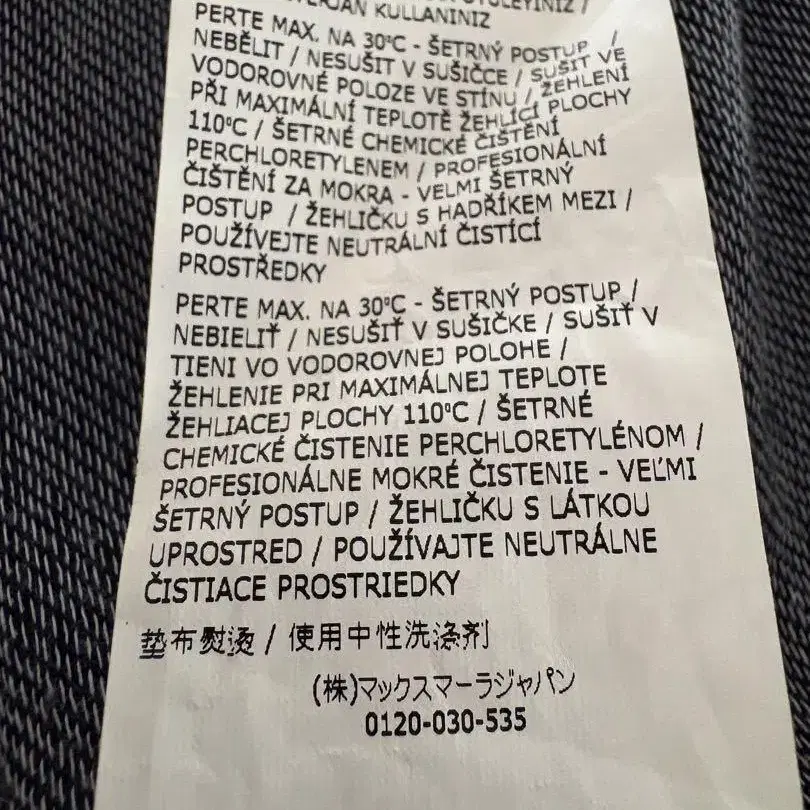 KULLANINIZ
PERTE MAX. NA 30°C - ŠETRNÝ POSTUP /
NEBĚLIT / NESUŠIT V SUŠIČCE / SUŠIT VE
VODOROVNÉ POLOZE VE STÍNU / ŽEHLENÍ
PŘI MAXIMÁLNÍ TEPLOTĚ ŽEHLÍCÍ PLOCHY
110°C / ŠETRNÉ CHEMICKÉ ČIŠTĚNÍ
PERCHLORETYLENEM / PROFESIONÁLNÍ
ČIŠTĚNÍ ZA MOKRA - VELMI ŠETRNÝ
POSTUP / ŽEHLIČKU S HADŘÍKEM MEZI /
POUŽÍVEJTE NEUTRÁLNÍ ČISTÍCÍ
PROSTŘEDKY
PERTE MAX. NA 30°C - ŠETRNÝ POSTUP /
NEBIELIŤ / NESUŠIŤ V SUŠIČKE / SUŠIŤ V
TIENI VO VODOROVNEJ POLOHE /
ŽEHLENIE PRI MAXIMÁLNEJ TEPLOTE
ŽEHLIACEJ PLOCHY 110°C / ŠETRNÉ
CHEMICKÉ ČISTENIE PERCHLORETYLÉNOM /
PROFESIONÁLNE MOKRÉ ČISTENIE - VEĽMI
ŠETRNÝ POSTUP / ŽEHLIČKU S LÁTKOU
UPROSTRED / POUŽÍVAJTE NEUTRÁLNE
ČISTIACE PROSTRIEDKY
垫布熨烫 / 使用中性洗涤剂
(株)マックスマーラジャパン
0120-030-535